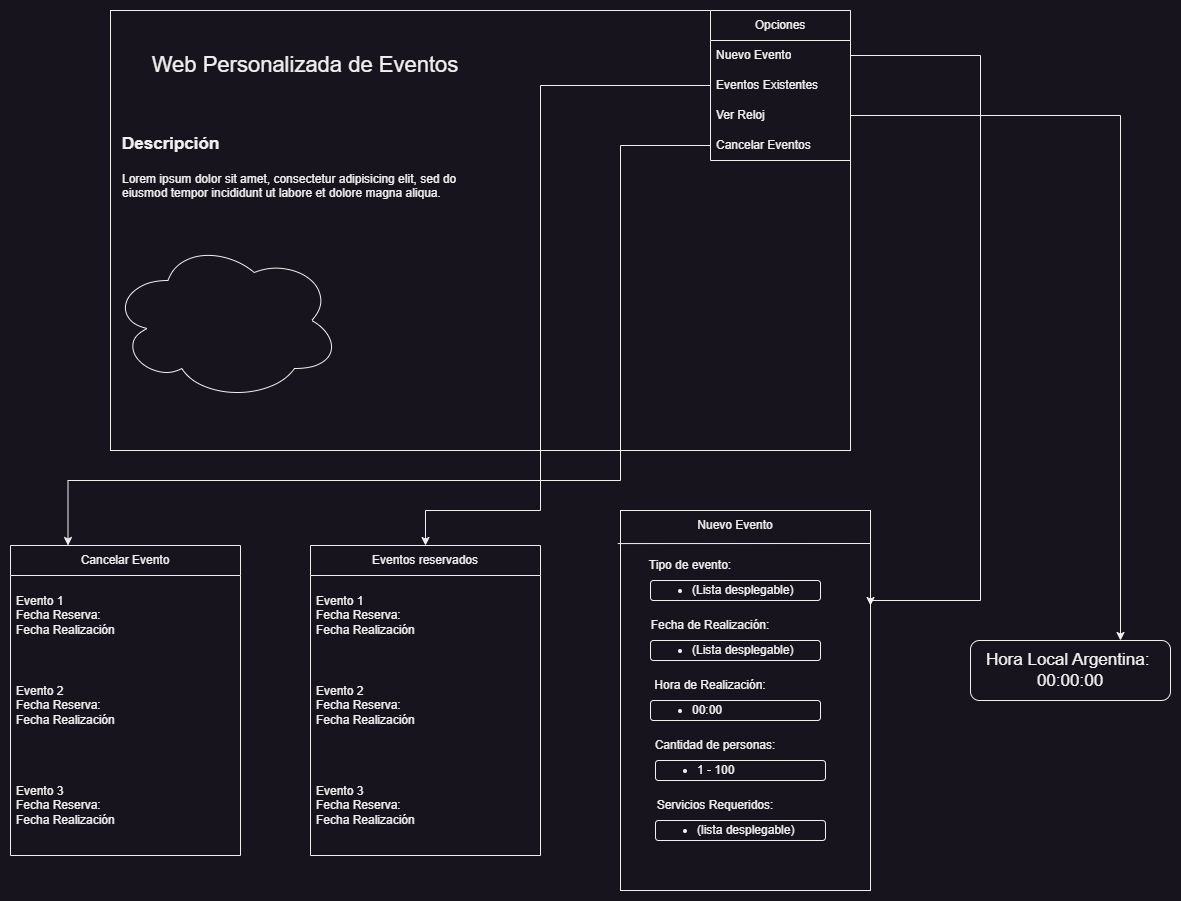 Opciones
Web Personalizada de Eventos
Nuevo Evento
Eventos Existentes
Ver Reloj
Cancelar Eventos
Descripción
Lorem ipsum dolor sit amet, consectetur adipisicing elit, sed do
eiusmod tempor incididunt ut labore et dolore magna aliqua.
Cancelar Evento
Evento 1
Fecha Reserva:
Fecha Realización
Evento 2
Fecha Reserva:
Fecha Realización
Evento 3
Fecha Reserva:
Fecha Realización
Eventos reservados
Evento 1
Fecha Reserva:
Fecha Realización
Evento 2
Fecha Reserva:
Fecha Realización
Evento 3
Fecha Reserva:
Fecha Realización
Nuevo Evento
Tipo de evento:
• (Lista desplegable)
Fecha de Realización:
• (Lista desplegable)
Hora de Realización:
• 00:00
Cantidad de personas:
• 1 - 100
Servicios Requeridos:
• (lista desplegable)
Hora Local Argentina:
00:00:00